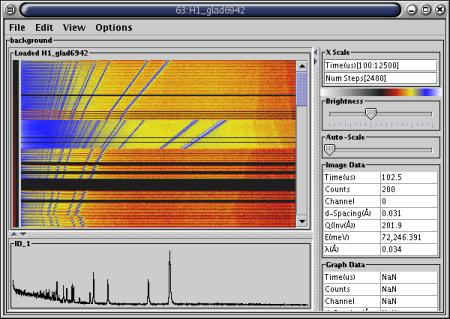 63:H1_glad6942
File Edit View Options
background
Loaded H1_glad6942
ID_1
X Scale
Time(us)[100:12500]
Num Steps[2480]
Brightness
Auto-Scale
Image Data
Time(us) 102.5
Counts 200
Channel 0
d-Spacing(Å) 0.031
Q(Inv(Å) 201.9
E(meV) 72,246.391
λ(Å) 0.034
Graph Data
Time(us) NaN
Counts NaN
Channel NaN